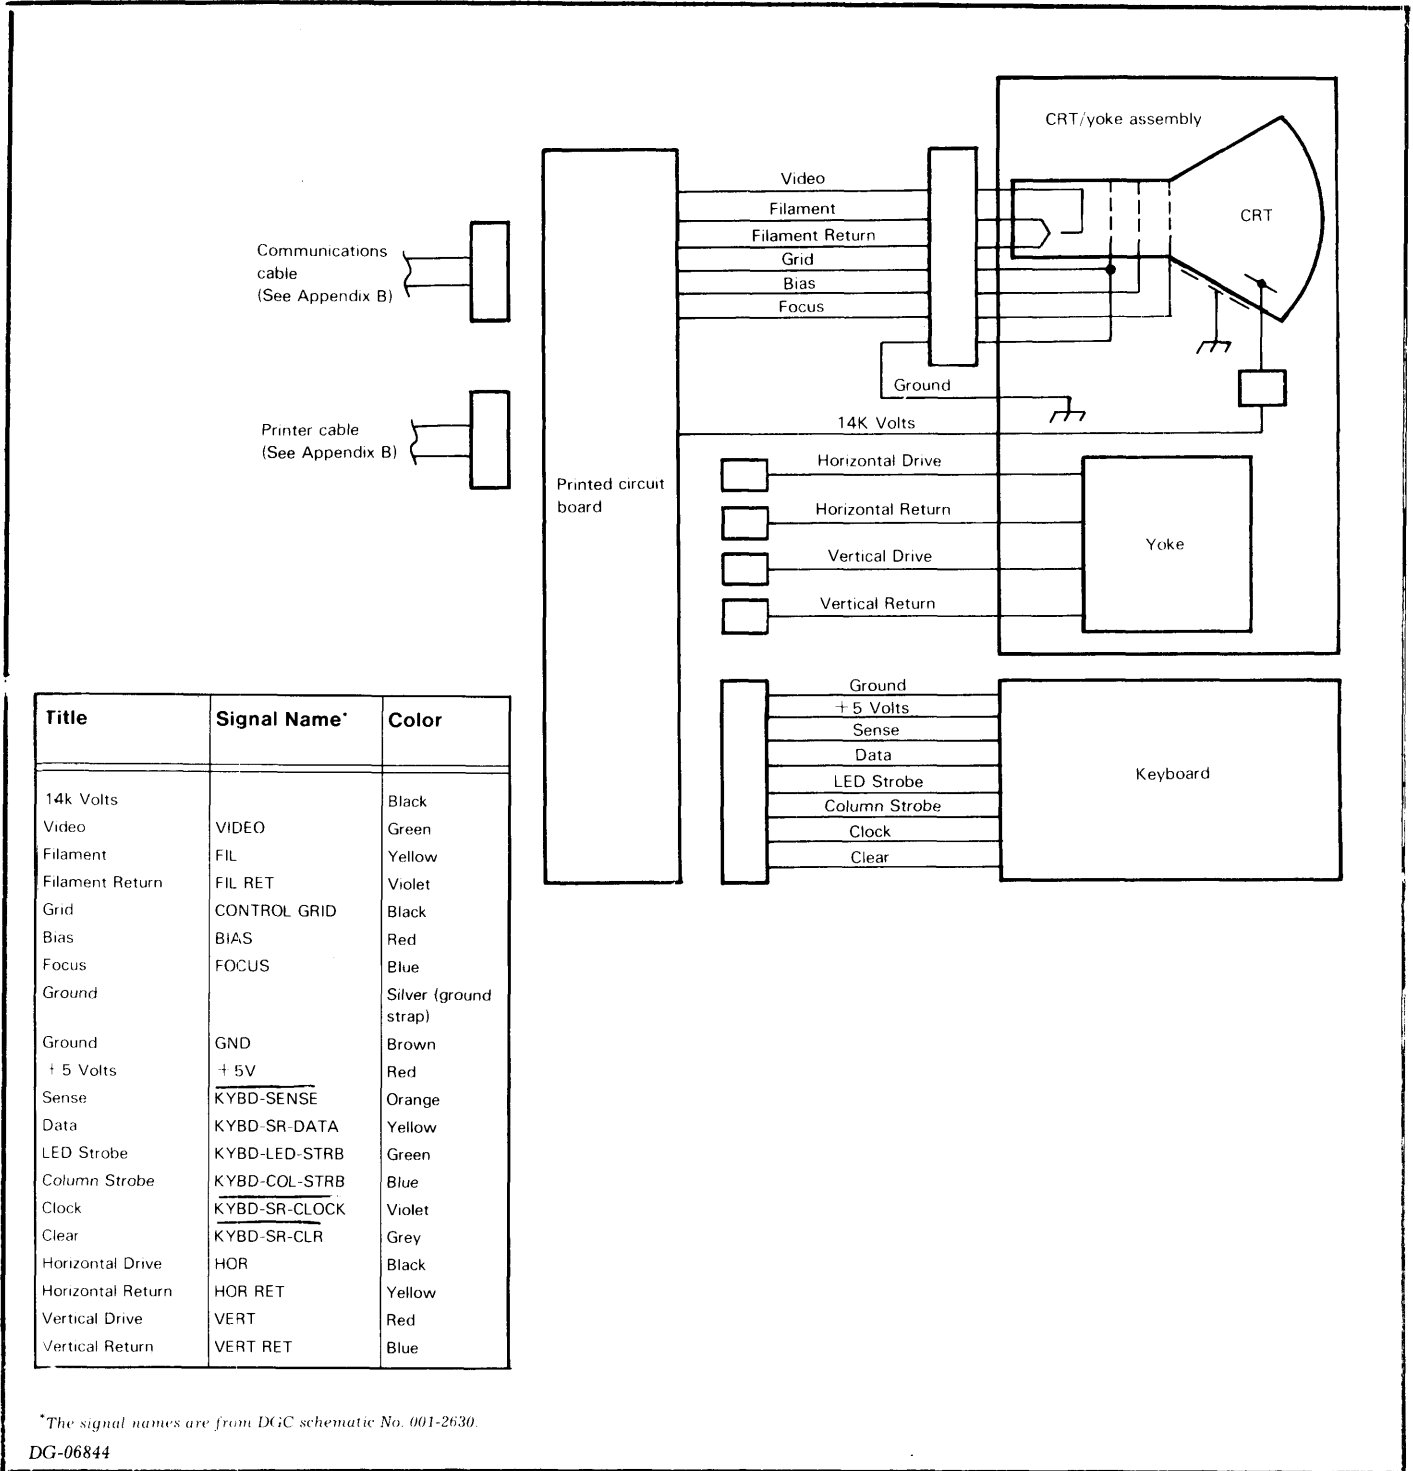 CRT/yoke assembly
Video
Filament
Filament Return
Grid
Bias
Focus
CRT
Communications
cable
(See Appendix B)
Ground
14K Volts
Printer cable
(See Appendix B)
Printed circuit
board
Horizontal Drive
Horizontal Return
Vertical Drive
Vertical Return
Yoke
Ground
+ 5 Volts
Sense
Data
LED Strobe
Column Strobe
Clock
Clear
Keyboard
Title Signal Name* Color
14k Volts Black
Video VIDEO Green
Filament FIL Yellow
Filament Return FIL RET Violet
Grid CONTROL GRID Black
Bias BIAS Red
Focus FOCUS Blue
Ground Silver (ground
strap)
Ground GND Brown
+ 5 Volts + 5V Red
Sense KYBD-SENSE Orange
Data KYBD-SR-DATA Yellow
LED Strobe KYBD-LED-STRB Green
Column Strobe KYBD-COL-STRB Blue
Clock KYBD-SR-CLOCK Violet
Clear KYBD-SR-CLR Grey
Horizontal Drive HOR Black
Horizontal Return HOR RET Yellow
Vertical Drive VERT Red
Vertical Return VERT RET Blue
*The signal names are from DGC schematic No. 001-2630.
DG-06844